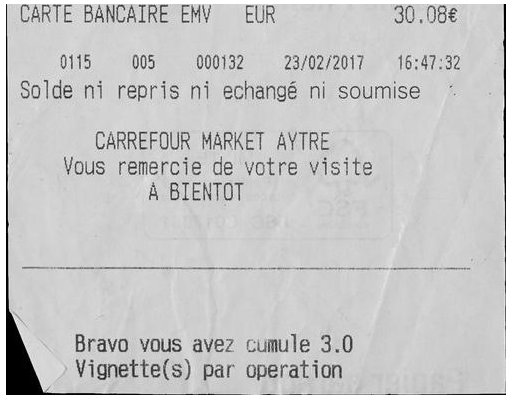 CARTE BANCAIRE EMV EUR 30.08€
0115 005 000132 23/02/2017 16:47:32
Solde ni repris ni echangé ni soumise
CARREFOUR MARKET AYTRE
Vous remercie de votre visite
A BIENTOT
Bravo vous avez cumule 3.0
Vignette(s) par operation